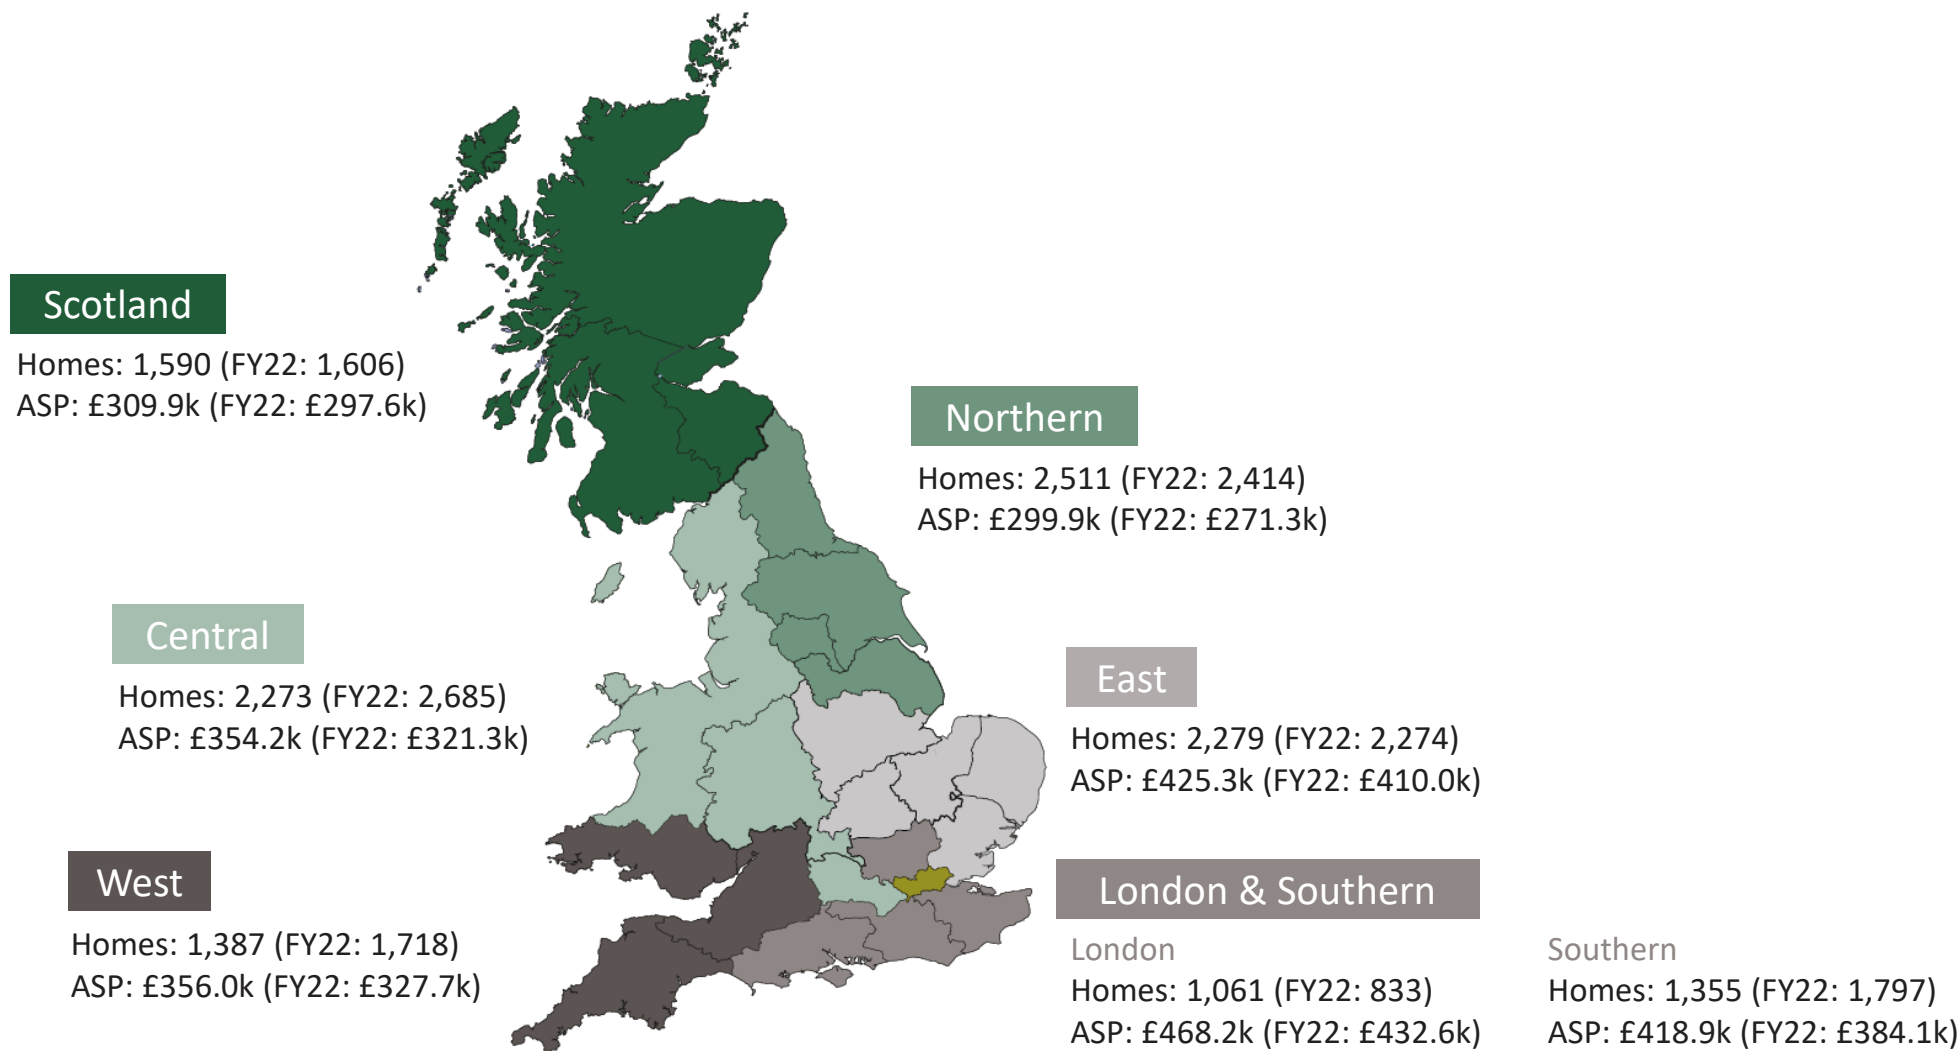 Scotland
Homes: 1,590 (FY22: 1,606)
ASP: £309.9k (FY22: £297.6k)
Northern
Homes: 2,511 (FY22: 2,414)
ASP: £299.9k (FY22: £271.3k)
Central
Homes: 2,273 (FY22: 2,685)
ASP: £354.2k (FY22: £321.3k)
East
Homes: 2,279 (FY22: 2,274)
ASP: £425.3k (FY22: £410.0k)
West
Homes: 1,387 (FY22: 1,718)
ASP: £356.0k (FY22: £327.7k)
London & Southern
London
Homes: 1,061 (FY22: 833)
ASP: £468.2k (FY22: £432.6k)
Southern
Homes: 1,355 (FY22: 1,797)
ASP: £418.9k (FY22: £384.1k)